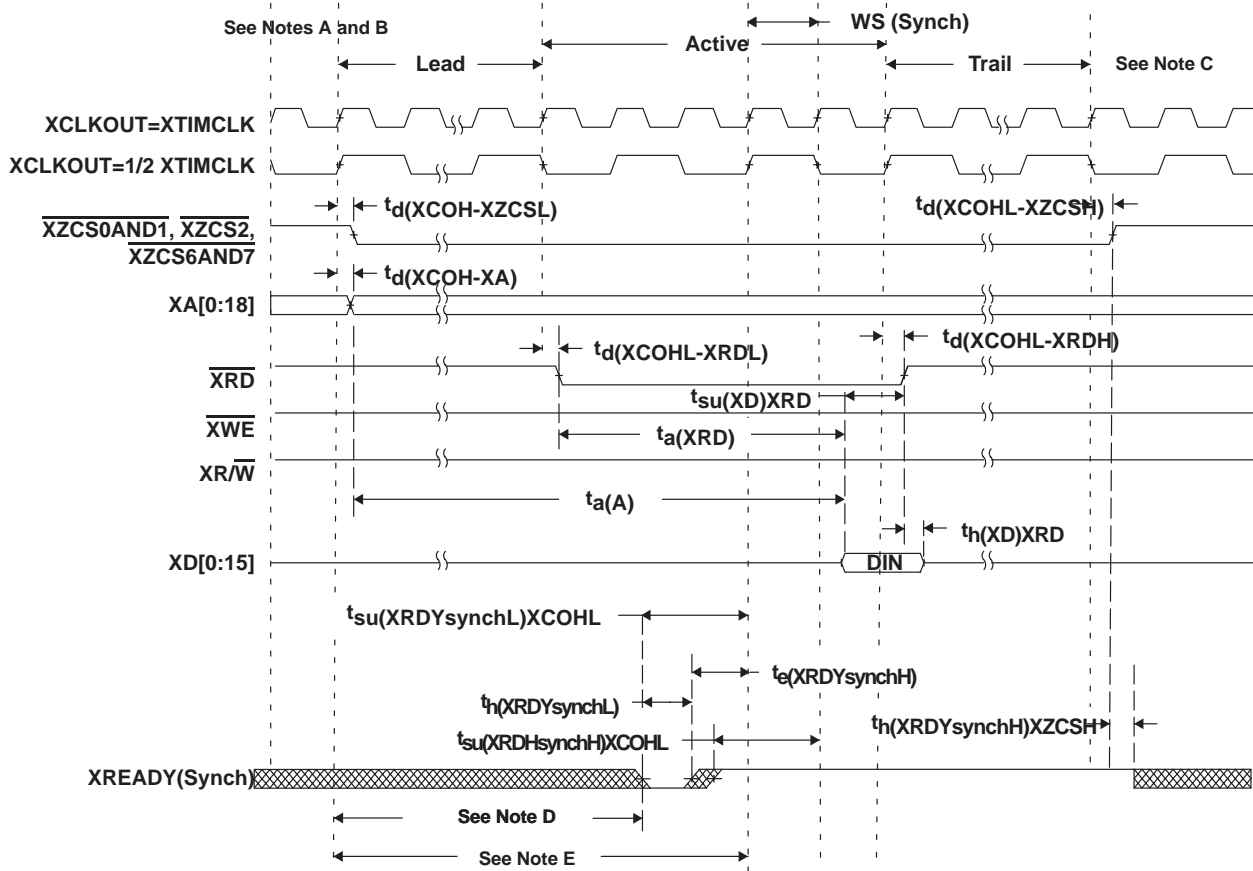 WS (Synch)
See Notes A and B
Active
Lead
Trail
See Note C
XCLKOUT=XTIMCLK
XCLKOUT=1/2 XTIMCLK
td(XCOH-XZCSL)
td(XCOHL-XZCSH)
XZCS0AND1, XZCS2,
XZCS6AND7
td(XCOH-XA)
XA[0:18]
td(XCOHL-XRDL)
td(XCOHL-XRDH)
XRD
tsu(XD)XRD
XWE
ta(XRD)
XR/W
ta(A)
th(XD)XRD
XD[0:15]
DIN
tsu(XRDYsynchL)XCOHL
te(XRDYsynchH)
th(XRDYsynchL)
th(XRDYsynchH)XZCSH
tsu(XRDHsynchH)XCOHL
XREADY(Synch)
See Note D
See Note E